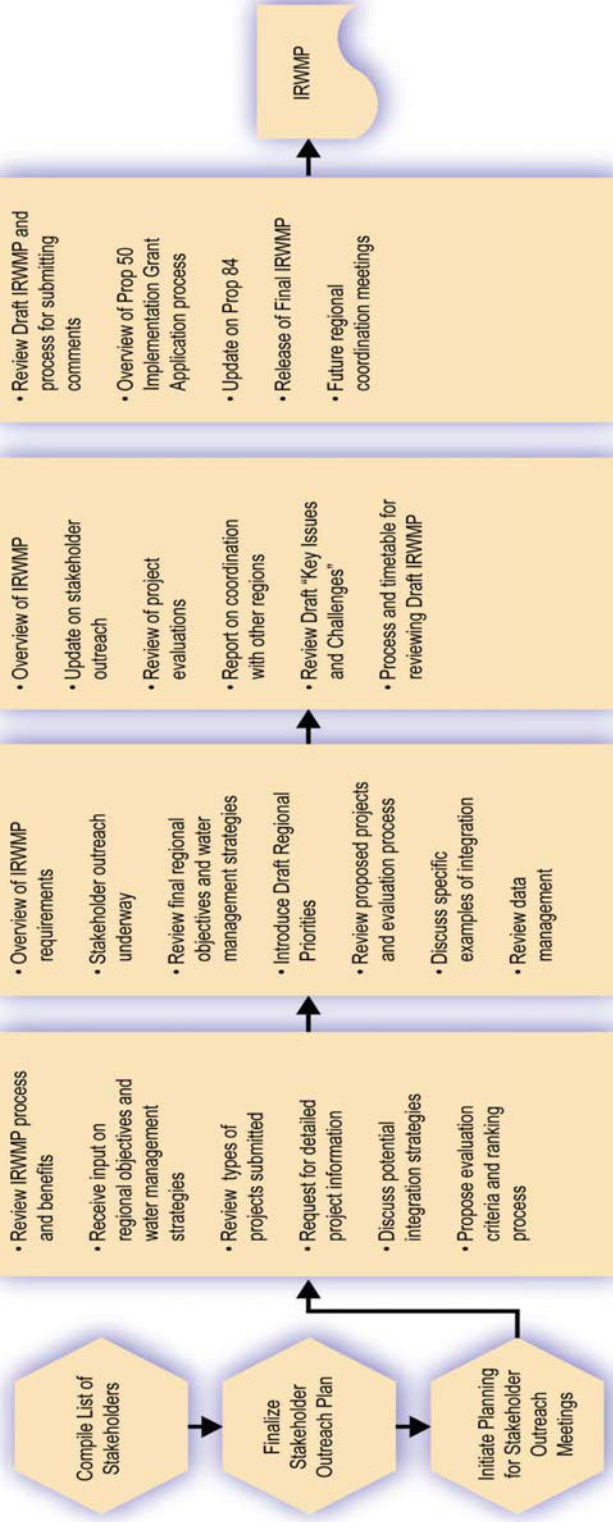 Compile List of
Stakeholders
Finalize
Stakeholder
Outreach Plan
Initiate Planning
for Stakeholder
Outreach
Meetings
• Review IRWMP process
and benefits
• Receive input on
regional objectives and
water management
strategies
• Review types of
projects submitted
• Request for detailed
project information
• Discuss potential
integration strategies
• Propose evaluation
criteria and ranking
process
• Overview of IRWMP
requirements
• Stakeholder outreach
underway
• Review final regional
objectives and water
management strategies
• Introduce Draft Regional
Priorities
• Review proposed projects
and evaluation process
• Discuss specific
examples of integration
• Review data
management
• Overview of IRWMP
• Update on stakeholder
outreach
• Review of project
evaluations
• Report on coordination
with other regions
• Review Draft “Key Issues
and Challenges”
• Process and timetable for
reviewing Draft IRWMP
• Review Draft IRWMP and
process for submitting
comments
• Overview of Prop 50
Implementation Grant
Application process
• Update on Prop 84
• Release of Final IRWMP
• Future regional
coordination meetings
IRWMP